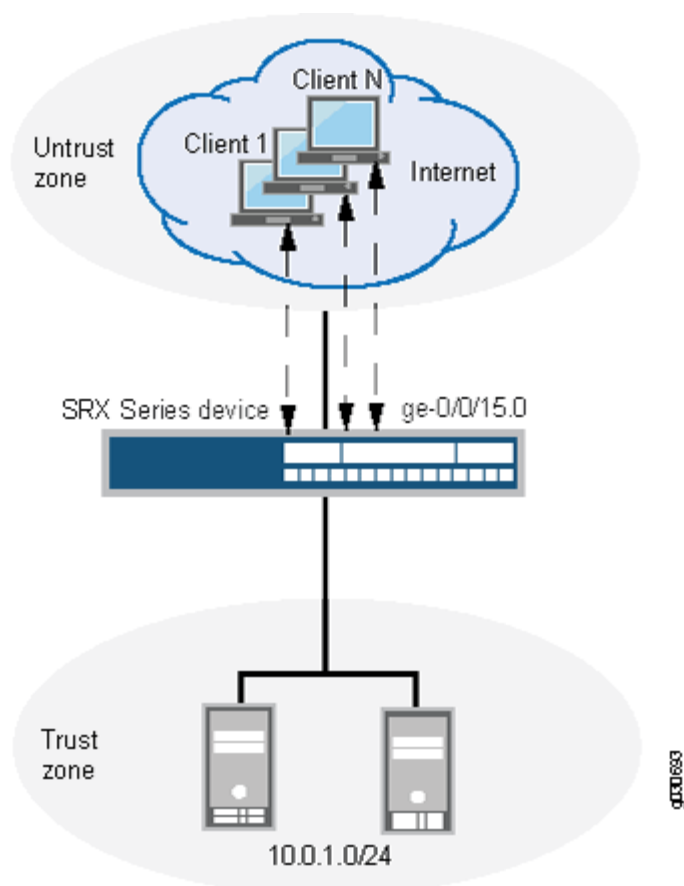 Client N
Client 1
Untrust
zone
Internet
SRX Series device
ge-0/0/15.0
Trust
zone
10.0.1.0/24
g030693